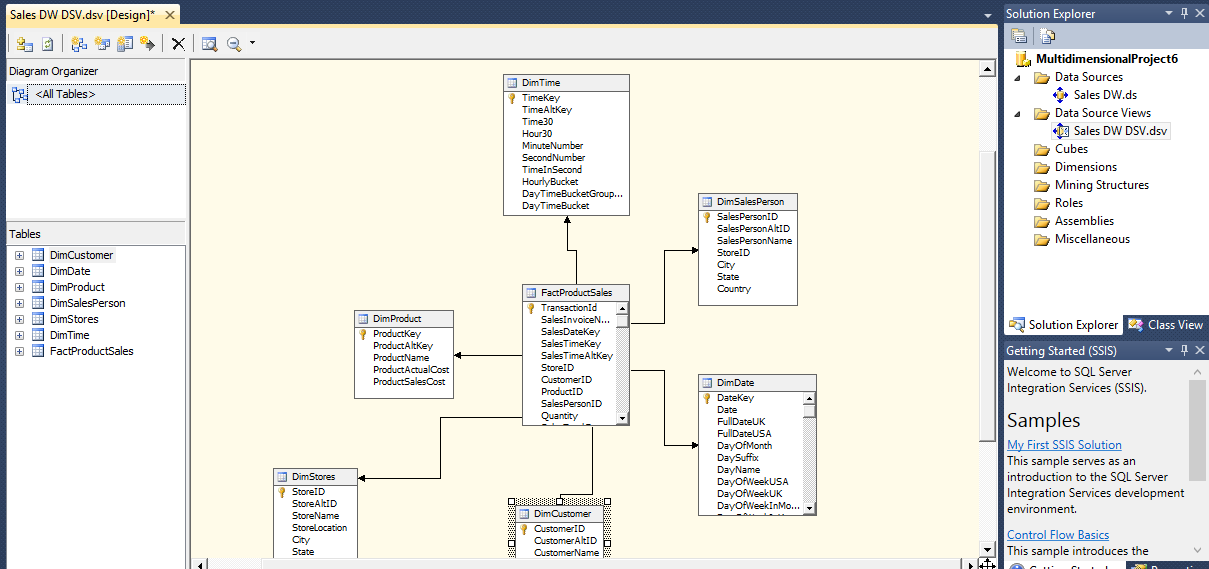 Sales DW DSV.dsv [Design]*
Diagram Organizer
<All Tables>
Tables
DimCustomer
DimDate
DimProduct
DimSalesPerson
DimStores
DimTime
FactProductSales
DimTime
TimeKey
TimeAltKey
Time30
Hour30
MinuteNumber
SecondNumber
TimeInSecond
HourlyBucket
DayTimeBucketGroup...
DayTimeBucket
DimSalesPerson
SalesPersonID
SalesPersonAltID
SalesPersonName
StoreID
City
State
Country
FactProductSales
TransactionId
SalesInvoiceN...
SalesDateKey
SalesTimeKey
SalesTimeAltKey
StoreID
CustomerID
ProductID
SalesPersonID
Quantity
DimProduct
ProductKey
ProductAltKey
ProductName
ProductActualCost
ProductSalesCost
DimDate
DateKey
Date
FullDateUK
FullDateUSA
DayOfMonth
DaySuffix
DayName
DayOfWeekUSA
DayOfWeekUK
DayOfWeekInMo...
DimStores
StoreID
StoreAltID
StoreName
StoreLocation
City
State
DimCustomer
CustomerID
CustomerAltID
CustomerName
Solution Explorer
MultidimensionalProject6
Data Sources
Sales DW.ds
Data Source Views
Sales DW DSV.dsv
Cubes
Dimensions
Mining Structures
Roles
Assemblies
Miscellaneous
Solution Explorer
Class View
Getting Started (SSIS)
Welcome to SQL Server
Integration Services (SSIS).
Samples
My First SSIS Solution
This sample serves as an
introduction to the SQL Server
Integration Services development
environment.
Control Flow Basics
This sample introduces the